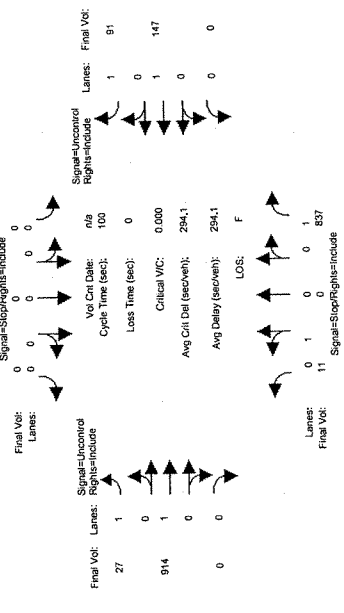 Signal=Stop/Rights=Include
Final Vol: 0 0 0
Lanes: 0 0 0 0 0
Final Vol: Lanes:
Signal=Uncontrol
Rights=Include
27 1
0
914 1
0
0 0
Vol Cnt Date: n/a
Cycle Time (sec): 100
Loss Time (sec): 0
Critical V/C: 0.000
Avg Crit Del (sec/veh): 294.1
Avg Delay (sec/veh): 294.1
LOS: F
Signal=Uncontrol
Rights=Include
Lanes: Final Vol:
1 91
0
1 147
0
0 0
Lanes: 0 1 0 0 1
Final Vol: 11 0 837
Signal=Stop/Rights=Include